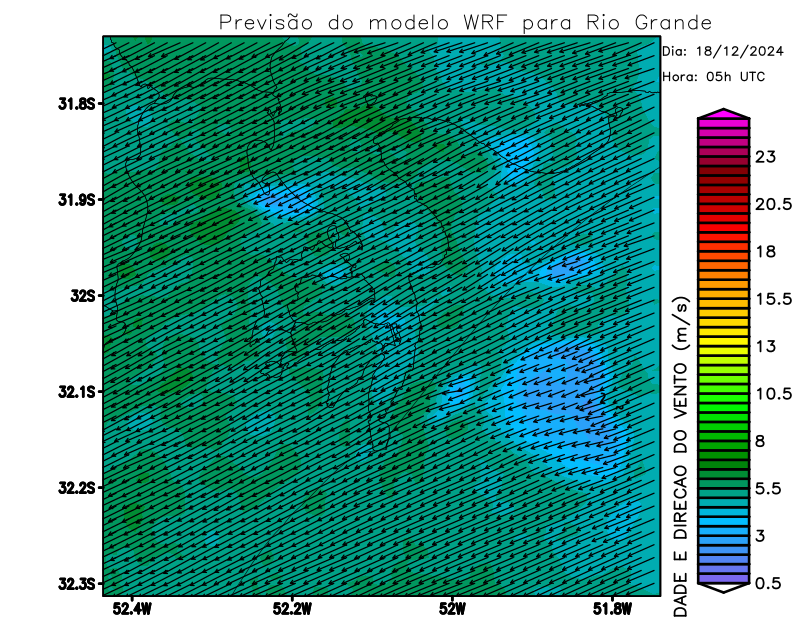 Previsão do modelo WRF para Rio Grande
Dia: 18/12/2024
Hora: 05h UTC
31.8S
31.9S
32S
32.1S
32.2S
32.3S
52.4W
52.2W
52W
51.8W
DADE E DIRECAO DO VENTO (m/s)
23
20.5
18
15.5
13
10.5
8
5.5
3
0.5